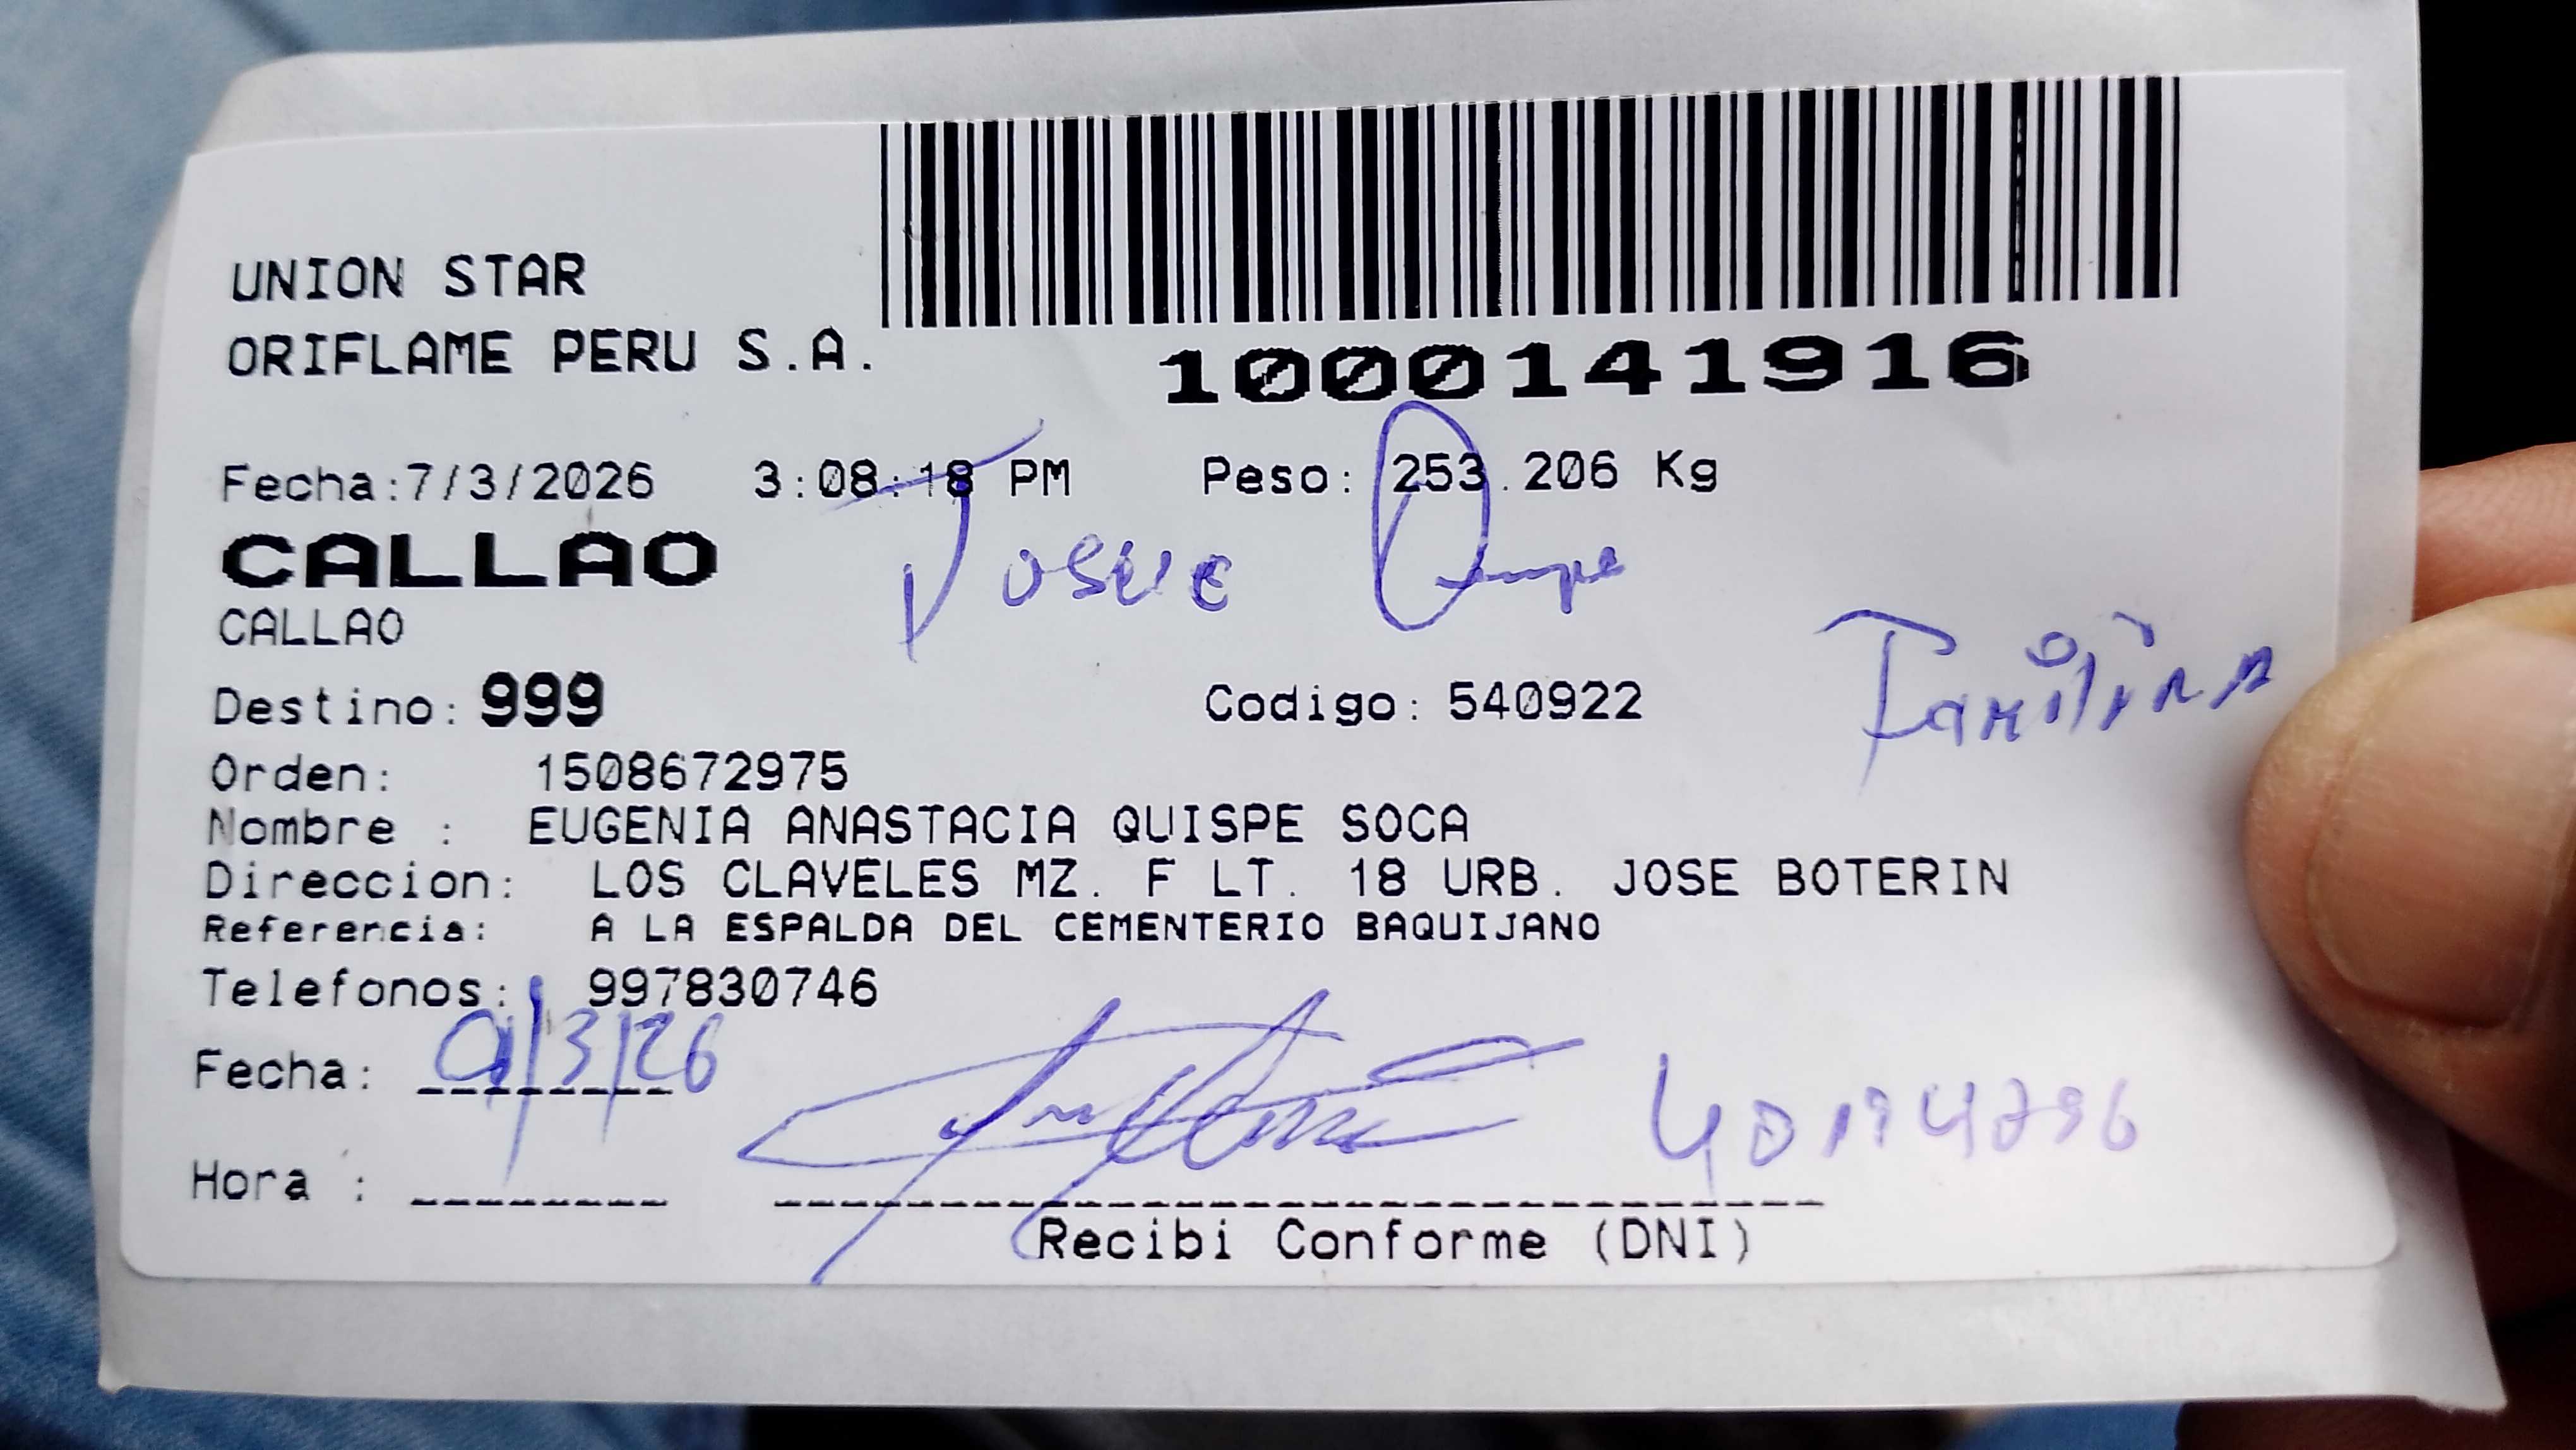 UNION STAR
ORIFLAME PERU S.A.
1000141916
Fecha:7/3/2026 3:08:18 PM Peso: 253.206 Kg
CALLAO
Josue Quispe
CALLAO
Familiar
Destino: 999 Codigo: 540922
Orden: 1508672975
Nombre : EUGENIA ANASTACIA QUISPE SOCA
Direccion: LOS CLAVELES MZ. F LT. 18 URB. JOSE BOTERIN
Referencia: A LA ESPALDA DEL CEMENTERIO BAQUIJANO
Telefonos: 997830746
Fecha: 9/3/26
Hora :
Recibi Conforme (DNI)